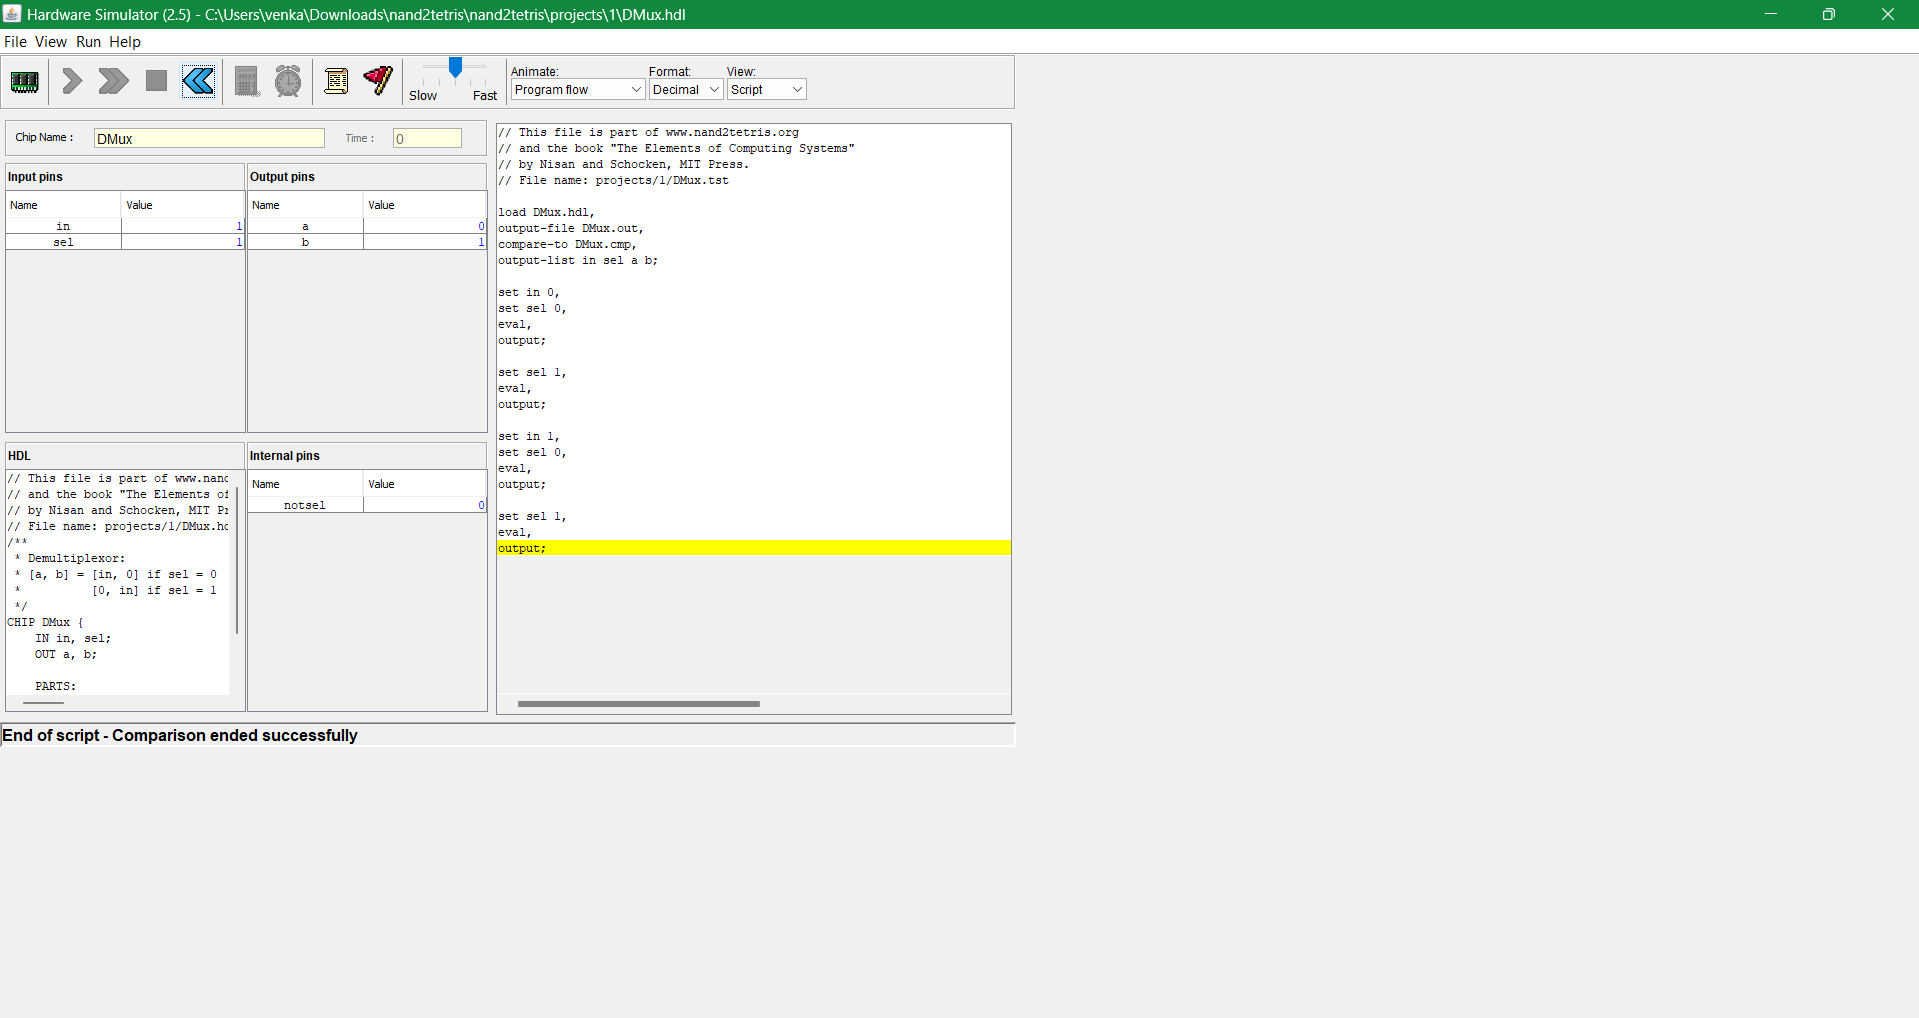 Hardware Simulator (2.5) - C:\Users\venka\Downloads\nand2tetris\nand2tetris\projects\1\DMux.hdl
File View Run Help
Slow Fast
Animate: Format: View:
Program flow Decimal Script
Chip Name : DMux Time : 0
Input pins
Name Value
in 1
sel 1
Output pins
Name Value
a 0
b 1
HDL
// This file is part of www.nand
// and the book "The Elements of
// by Nisan and Schocken, MIT Pr
// File name: projects/1/DMux.hd
/**
* Demultiplexor:
* [a, b] = [in, 0] if sel = 0
* [0, in] if sel = 1
*/
CHIP DMux {
IN in, sel;
OUT a, b;
PARTS:
Internal pins
Name Value
notsel 0
// This file is part of www.nand2tetris.org
// and the book "The Elements of Computing Systems"
// by Nisan and Schocken, MIT Press.
// File name: projects/1/DMux.tst
load DMux.hdl,
output-file DMux.out,
compare-to DMux.cmp,
output-list in sel a b;
set in 0,
set sel 0,
eval,
output;
set sel 1,
eval,
output;
set in 1,
set sel 0,
eval,
output;
set sel 1,
eval,
output;
End of script - Comparison ended successfully